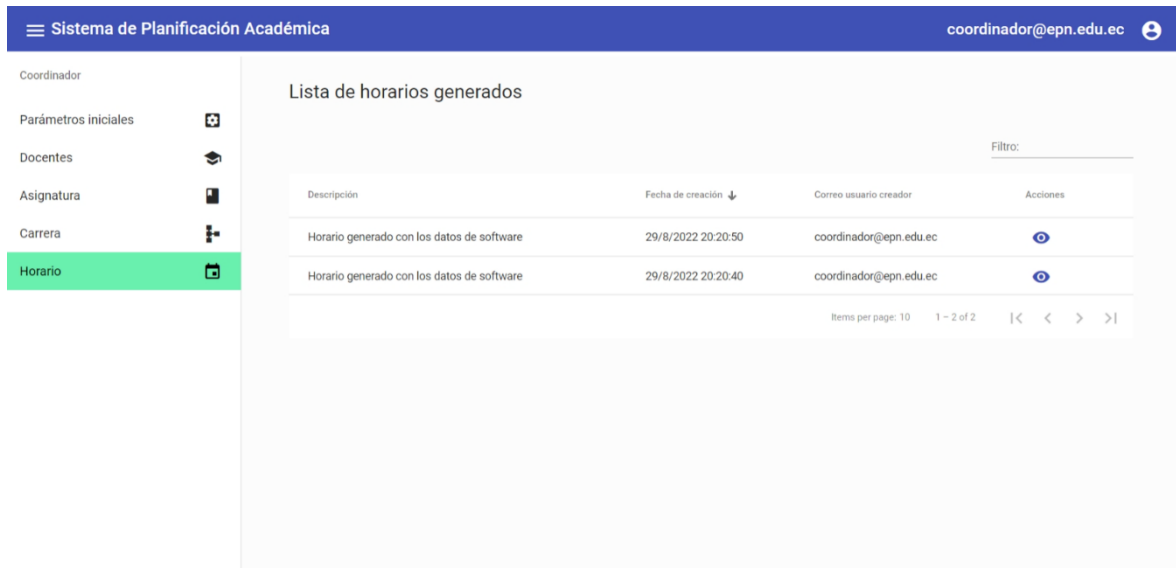 Sistema de Planificación Académica
coordinador@epn.edu.ec
Coordinador
Parámetros iniciales
Docentes
Asignatura
Carrera
Horario
Lista de horarios generados
Filtro:
Descripción Fecha de creación Correo usuario creador Acciones
Horario generado con los datos de software 29/8/2022 20:20:50 coordinador@epn.edu.ec
Horario generado con los datos de software 29/8/2022 20:20:40 coordinador@epn.edu.ec
Items per page: 10 1 – 2 of 2